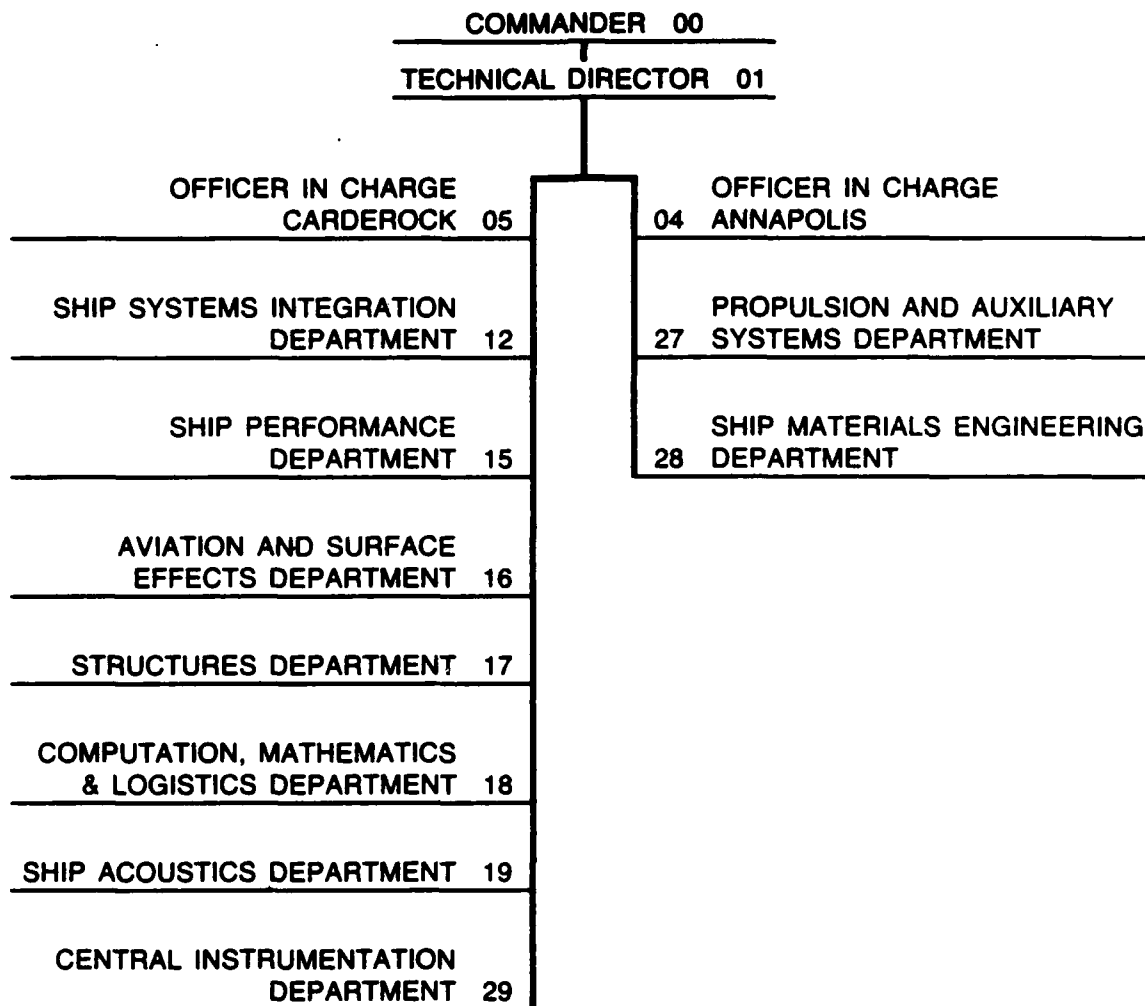 COMMANDER 00
TECHNICAL DIRECTOR 01
OFFICER IN CHARGE
CARDEROCK 05
OFFICER IN CHARGE
04 ANNAPOLIS
SHIP SYSTEMS INTEGRATION
DEPARTMENT 12
PROPULSION AND AUXILIARY
27 SYSTEMS DEPARTMENT
SHIP PERFORMANCE
DEPARTMENT 15
SHIP MATERIALS ENGINEERING
28 DEPARTMENT
AVIATION AND SURFACE
EFFECTS DEPARTMENT 16
STRUCTURES DEPARTMENT 17
COMPUTATION, MATHEMATICS
& LOGISTICS DEPARTMENT 18
SHIP ACOUSTICS DEPARTMENT 19
CENTRAL INSTRUMENTATION
DEPARTMENT 29